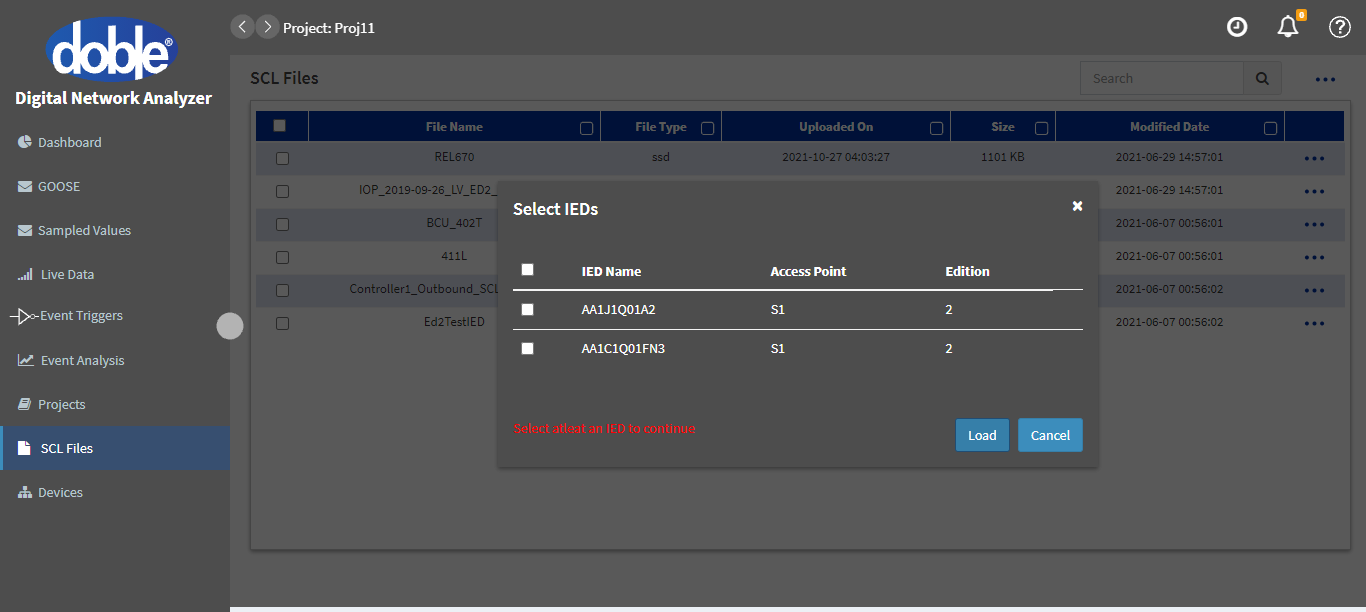 doble®
Digital Network Analyzer
Dashboard
GOOSE
Sampled Values
Live Data
Event Triggers
Event Analysis
Projects
SCL Files
Devices
Project: Proj11
0
SCL Files
Search
File Name File Type Uploaded On Size Modified Date
REL670 ssd 2021-10-27 04:03:27 1101 KB 2021-06-29 14:57:01
IOP_2019-09-26_LV_ED2_ 2021-06-29 14:57:01
BCU_402T 2021-06-07 00:56:01
411L 2021-06-07 00:56:01
Controller1_Outbound_SCL 2021-06-07 00:56:02
Ed2TestIED 2021-06-07 00:56:02
Select IEDs
IED Name Access Point Edition
AA1J1Q01A2 S1 2
AA1C1Q01FN3 S1 2
Select atleat an IED to continue
Load Cancel